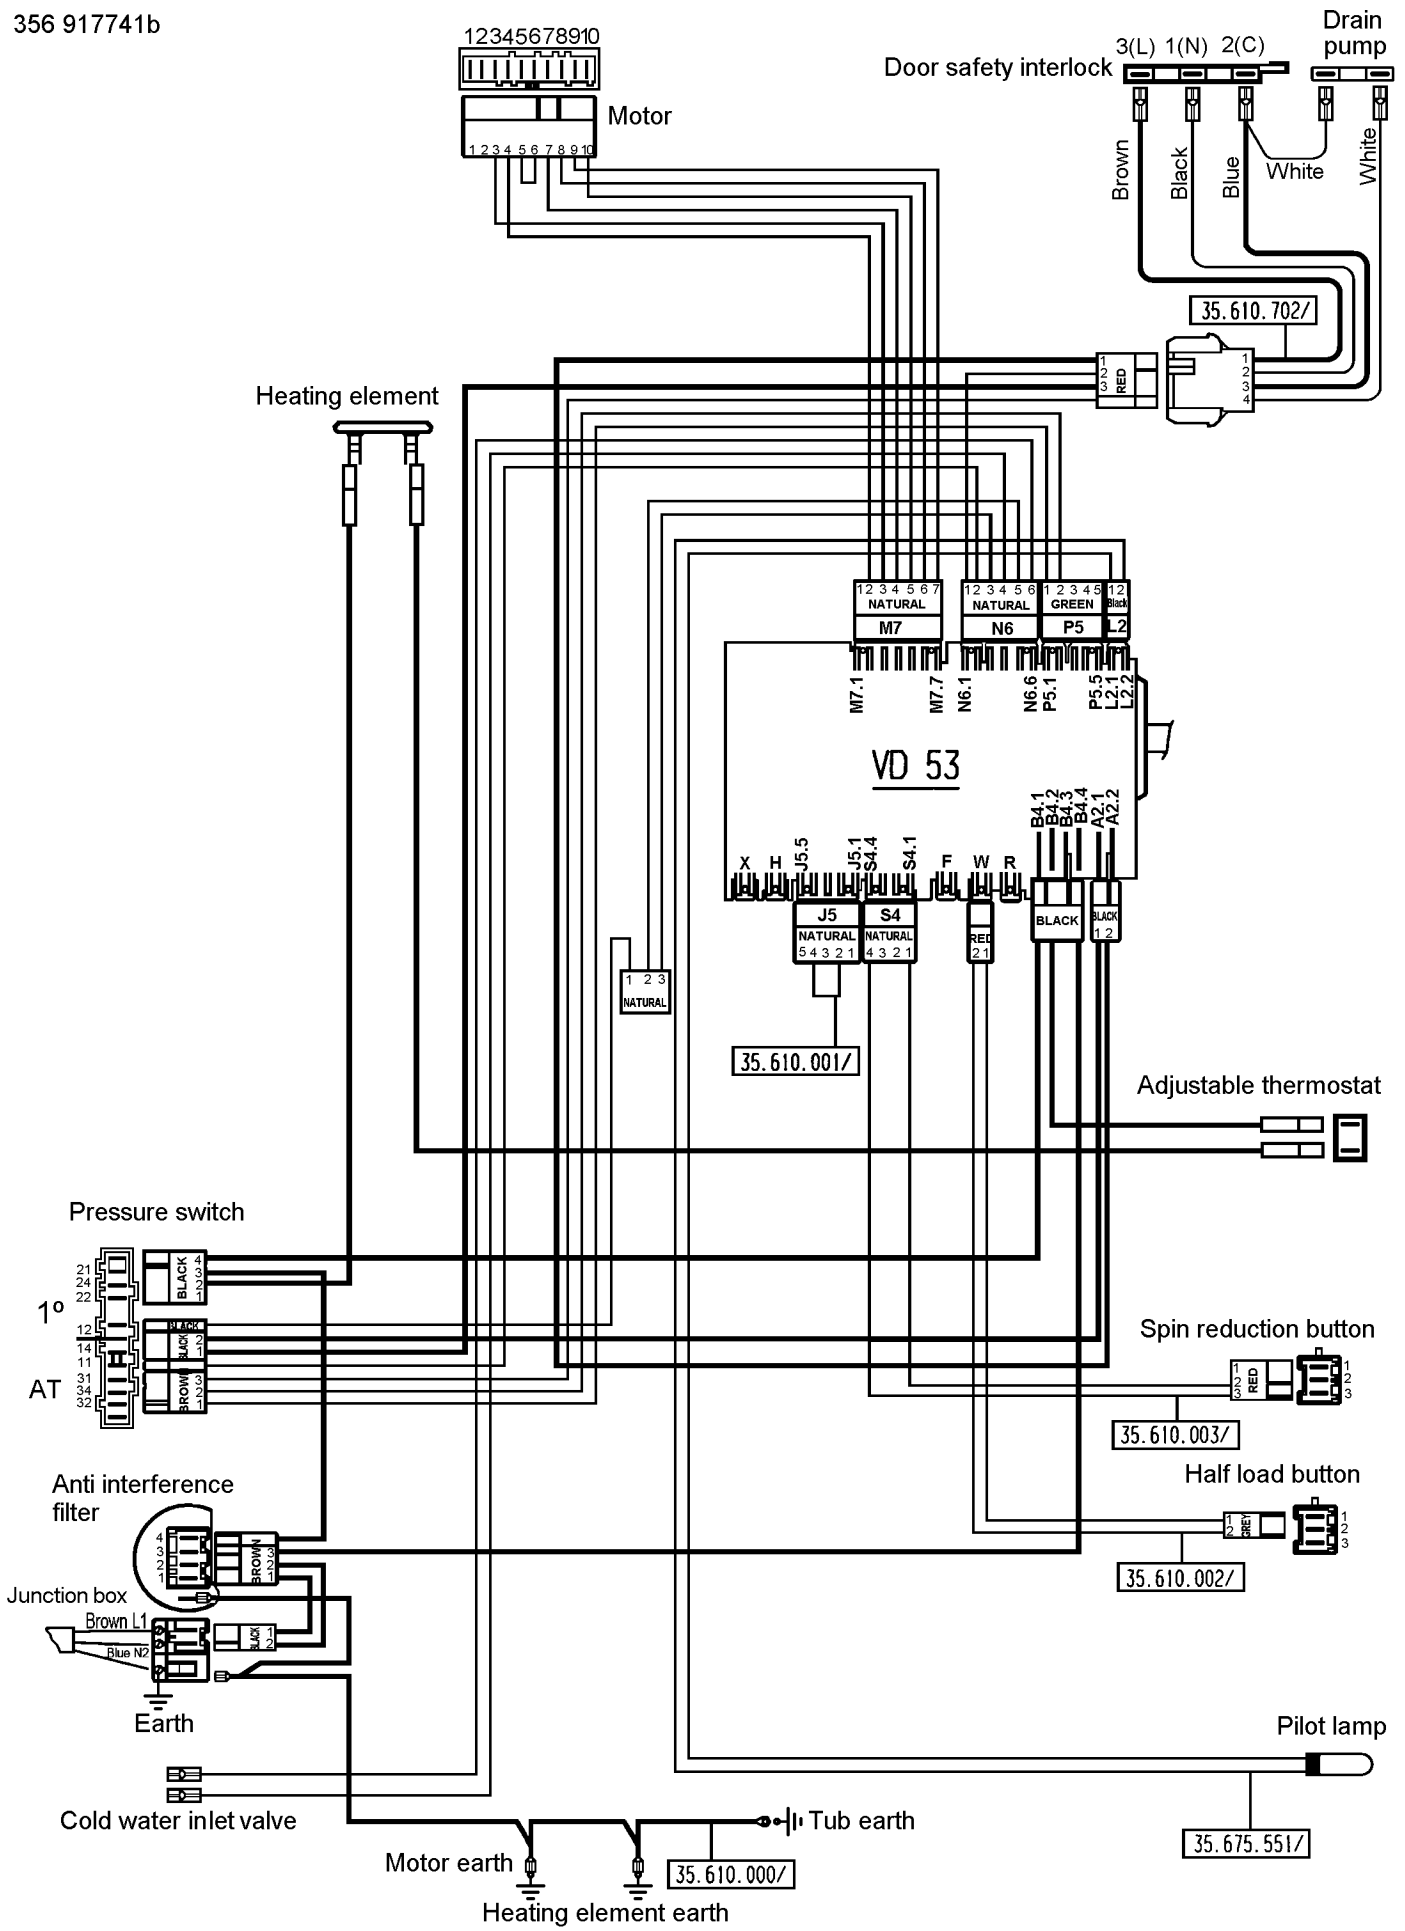 356 917741b
12345678910
Motor
1 2 3 4 5 6 7 8 9 10
Door safety interlock
3(L) 1(N) 2(C)
Drain
pump
Brown
Black
Blue
White
White
35.610.702/
1
2
3
RED
1
2
3
4
Heating element
1 2 3 4 5 6 7
NATURAL
M7
1 2 3 4 5 6
NATURAL
N6
1 2 3 4 5
GREEN
P5
1 2
Black
L2
M7.1
M7.7
N6.1
N6.6
P5.1
P5.5
L2.1
L2.2
VD 53
B4.1
B4.2
B4.3
B4.4
A2.1
A2.2
X
H
J5.5
J5.1
S4.4
S4.1
F
W
R
J5
NATURAL
5 4 3 2 1
S4
NATURAL
4 3 2 1
RED
2 1
BLACK
BLACK
1 2
1 2 3
NATURAL
35.610.001/
Adjustable thermostat
Pressure switch
21
24
22
1º
12
14
11
AT
31
34
32
BLACK
4
3
2
1
BLACK
BLACK
2
1
BROWN
3
2
1
Spin reduction button
1
2
3
RED
1
2
3
35.610.003/
Half load button
1
2
GREY
1
2
3
35.610.002/
Anti interference
filter
4
3
2
1
BROWN
3
2
1
Junction box
Brown L1
Blue N2
BLACK
1
2
Earth
Cold water inlet valve
Pilot lamp
35.675.551/
Tub earth
Motor earth
35.610.000/
Heating element earth